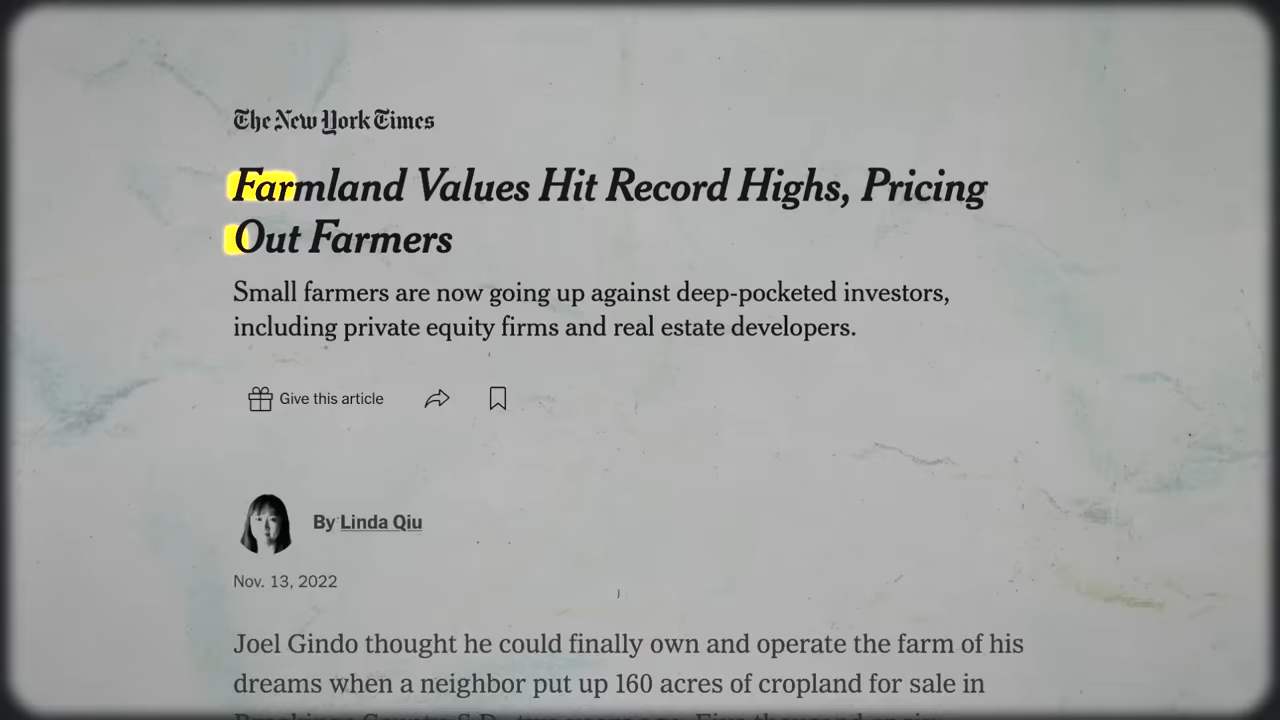 The New York Times
Farmland Values Hit Record Highs, Pricing
Out Farmers
Small farmers are now going up against deep-pocketed investors,
including private equity firms and real estate developers.
Give this article
By Linda Qiu
Nov. 13, 2022
Joel Gindo thought he could finally own and operate the farm of his
dreams when a neighbor put up 160 acres of cropland for sale in